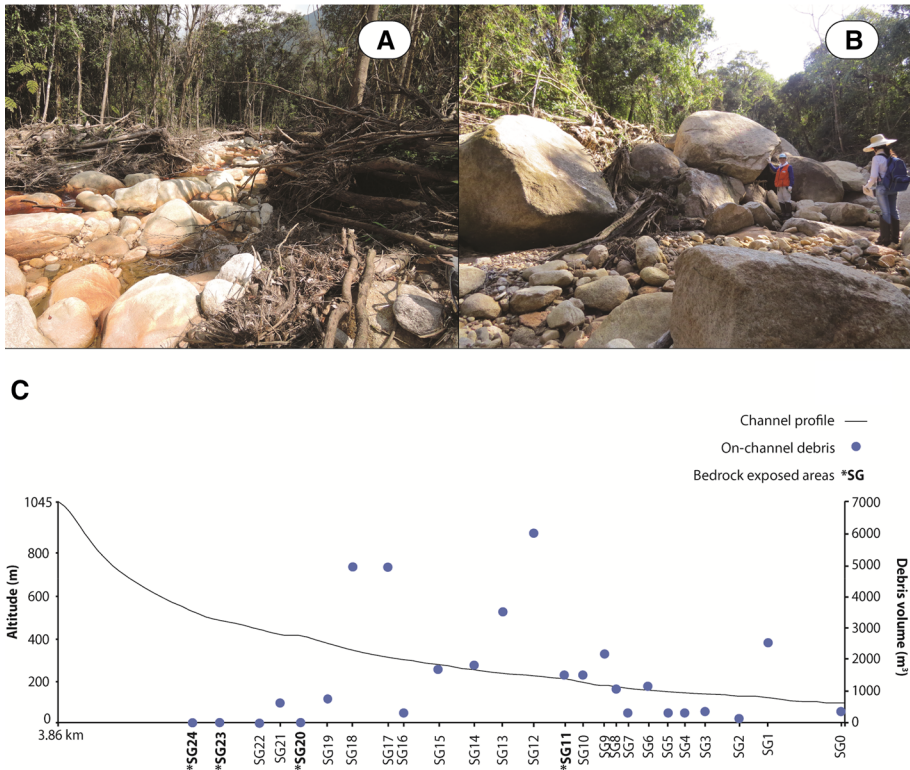 A
B
C
Channel profile
On-channel debris
Bedrock exposed areas *SG
1045
800
600
400
200
0
Altitude (m)
7000
6000
5000
4000
3000
2000
1000
0
Debris volume (m³)
3.86 km
*SG24
*SG23
SG22
SG21
*SG20
SG19
SG18
SG17
SG16
SG15
SG14
SG13
SG12
*SG11
SG10
SG9
SG8
SG7
SG6
SG5
SG4
SG3
SG2
SG1
SG0